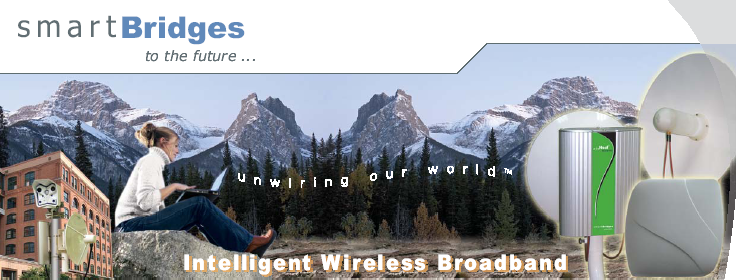 smartBridges
to the future ...
unwiring our world™
Intelligent Wireless Broadband